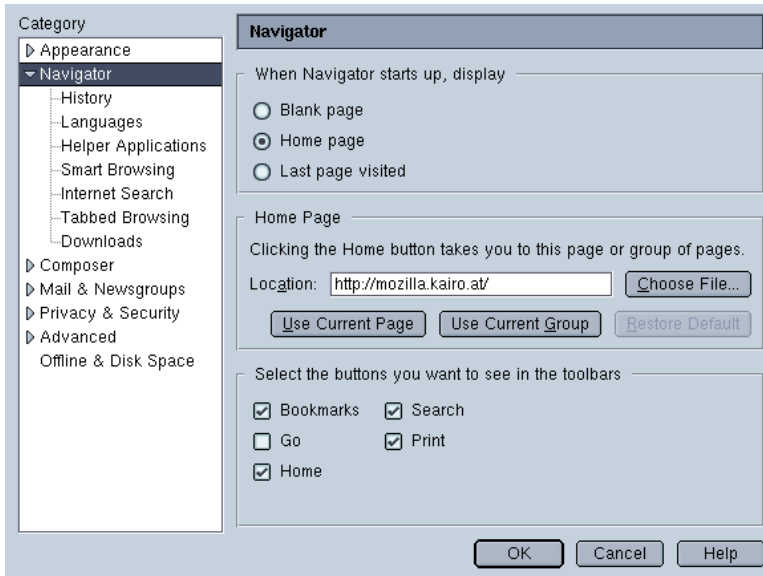 Category
Appearance
Navigator
History
Languages
Helper Applications
Smart Browsing
Internet Search
Tabbed Browsing
Downloads
Composer
Mail & Newsgroups
Privacy & Security
Advanced
Offline & Disk Space
Navigator
When Navigator starts up, display
Blank page
Home page
Last page visited
Home Page
Clicking the Home button takes you to this page or group of pages.
Location: http://mozilla.kairo.at/ Choose File...
Use Current Page Use Current Group Restore Default
Select the buttons you want to see in the toolbars
Bookmarks Search
Go Print
Home
OK Cancel Help